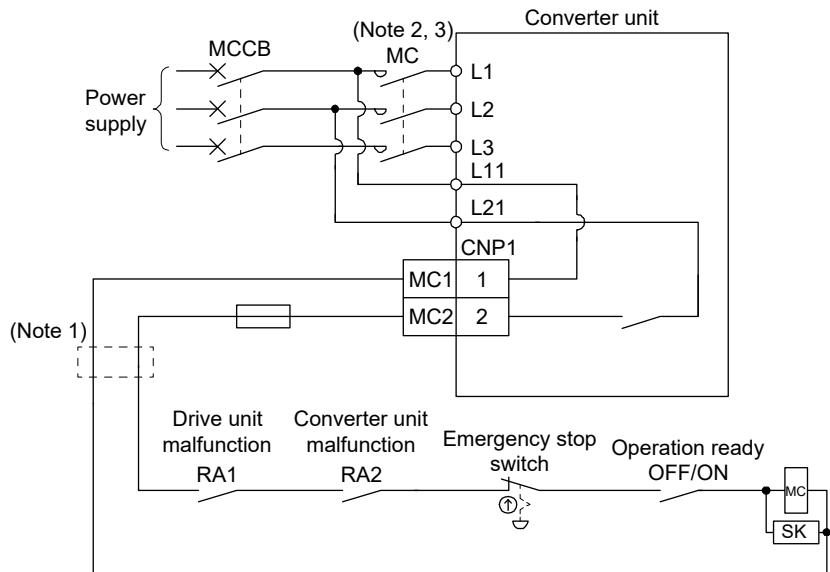 Converter unit
(Note 2, 3)
MCCB
MC
L1
Power
supply
L2
L3
L11
L21
CNP1
MC1
1
MC2
2
(Note 1)
Drive unit
malfunction
RA1
Converter unit
malfunction
RA2
Emergency stop
switch
Operation ready
OFF/ON
MC
SK